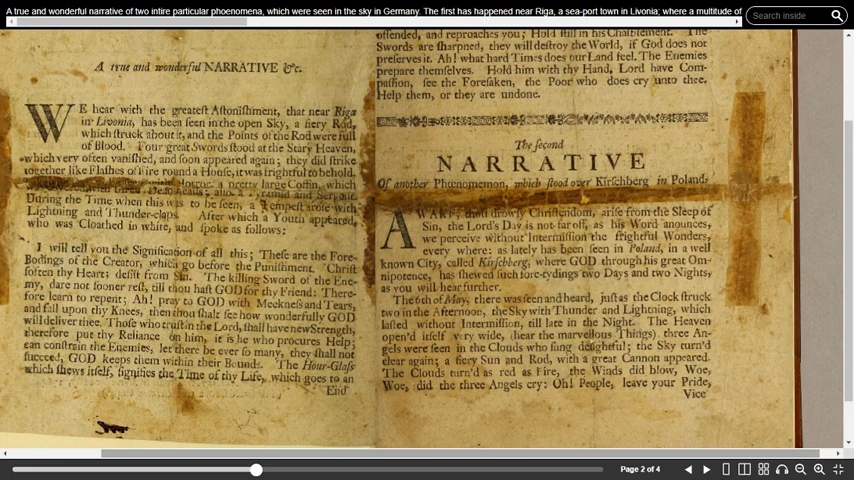 A true and wonderful narrative of two intire particular phoenomena, which were seen in the sky in Germany. The first has happened near Riga, a sea-port town in Livonia; where a multitude of
Search inside
A true and wonderful NARRATIVE &c.
WE hear with the greatest Astonishment, that near Riga
in Livonia, has been seen in the open Sky, a fiery Rod,
which struck about it, and the Points of the Rod were full
of Blood. Four great Swords stood at the Stary Heaven,
which very often vanished, and soon appeared again; they did strike
together like Flashes of Fire round a House, it was frightful to behold.
a pretty large Coffin, which
During the Time when this was to be seen, a Tempest arose with
Lightning and Thunder-claps. After which a Youth appeared,
who was Cloathed in white, and spoke as follows:
I will tell you the Signification of all this; These are the Fore-
Bodings of the Creator, which go before the Punishment. Christ
soften thy Heart; desist from Sin. The killing Sword of the Ene-
my, dare not sooner rest, till thou hast GOD for thy Friend: There-
fore learn to repent; Ah! pray to GOD with Meekness and Tears,
and fall upon thy Knees, then thou shalt see how wonderfully GOD
will deliver thee. Those who trust in the Lord, shall have new Strength,
therefore put thy Reliance on him, it is he who procures Help;
can constrain the Enemies, let there be ever so many, they shall not
succeed, GOD keeps them within their Bounds. The Hour-Glass
which shews itself, signifies the Time of thy Life, which goes to an
End
offended, and reproaches you; Hold still in his Chastement. The
Swords are sharpned, they will destroy the World, if God does not
preserve it. Ah! what hard Times does our Land feel. The Enemies
prepare themselves. Hold him with thy Hand, Lord have Com-
passion, see the Forsaken, the Poor who does cry unto thee.
Help them, or they are undone.
The second
NARRATIVE
Of another Phœnomenon, which stood over Kirschberg in Poland.
AWAKE, thou drowsy Christendom, arise from the Sleep of
Sin, the Lord's Day is not far off, as his Word anounces,
we perceive without Intermission the frightful Wonders,
every where: as lately has been seen in Poland, in a well
known City, called Kirschberg, where GOD through his great Om-
nipotence, has shewed such fore-tydings two Days and two Nights,
as you will hear further.
The 6th of May, there was seen and heard, just as the Clock struck
two in the Afternoon, the Sky with Thunder and Lightning, which
lasted without Intermission, till late in the Night. The Heaven
open'd itself very wide, (hear the marvellous Things) three An-
gels were seen in the Clouds who sung delightful; the Sky turn'd
clear again; a fiery Sun and Rod, with a great Cannon appeared.
The Clouds turn'd as red as Fire, the Winds did blow, Woe,
Woe, did the three Angels cry: Oh! People, leave your Pride,
Vice
Page 2 of 4